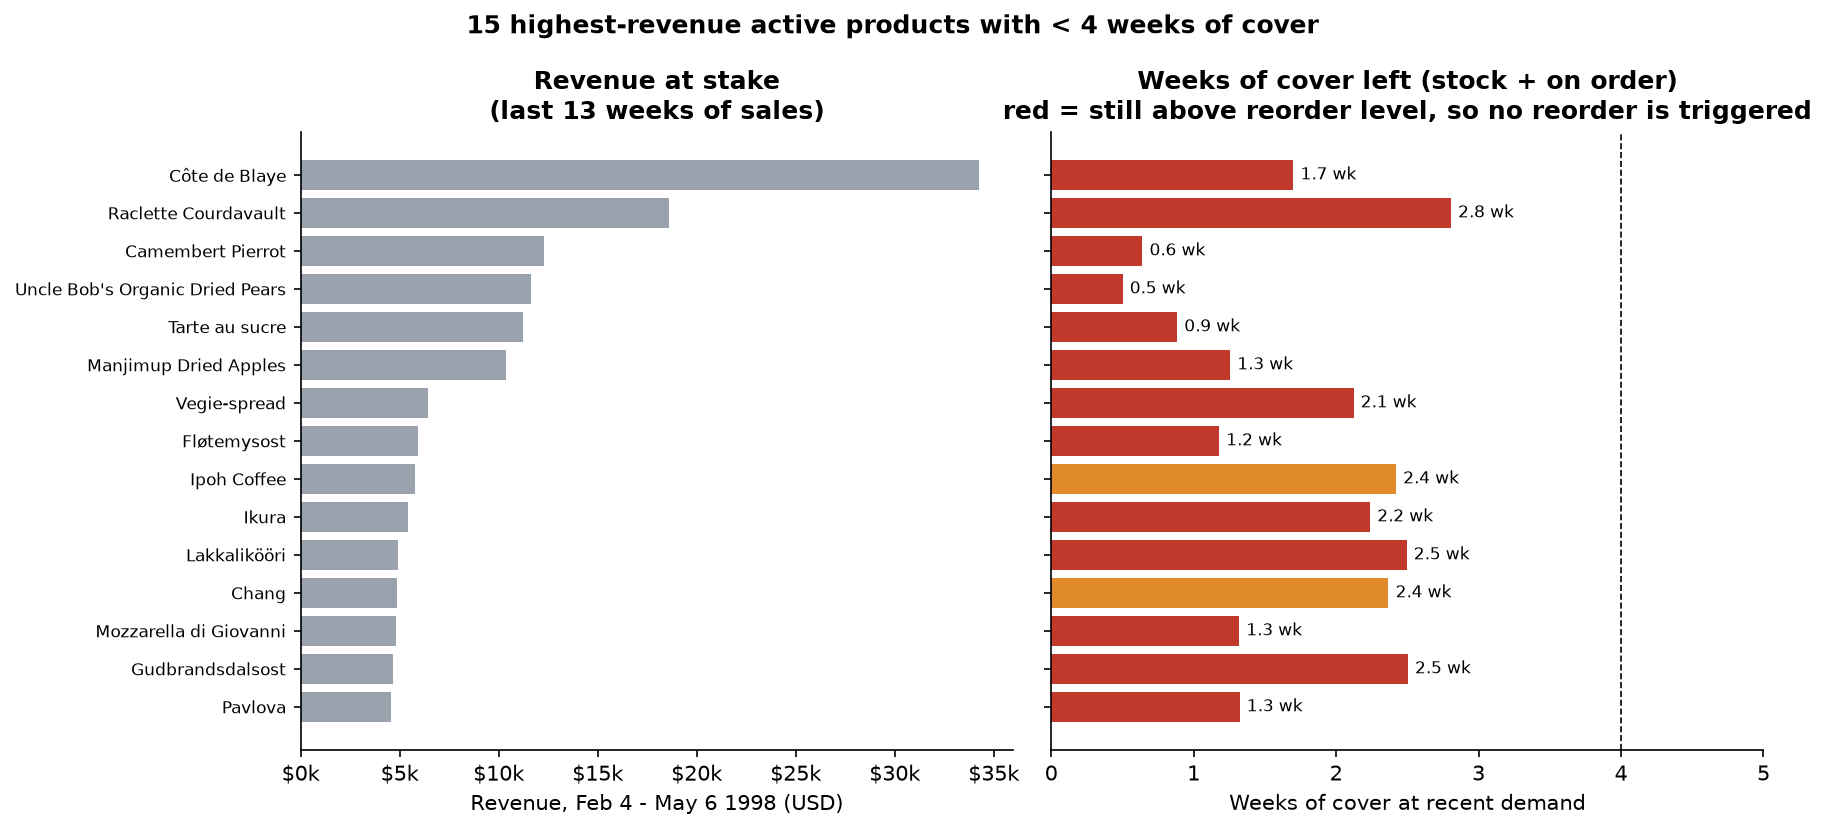 15 highest-revenue active products with < 4 weeks of cover
Revenue at stake
(last 13 weeks of sales)
Côte de Blaye
Raclette Courdavault
Camembert Pierrot
Uncle Bob's Organic Dried Pears
Tarte au sucre
Manjimup Dried Apples
Vegie-spread
Fløtemysost
Ipoh Coffee
Ikura
Lakkalikööri
Chang
Mozzarella di Giovanni
Gudbrandsdalsost
Pavlova
$0k $5k $10k $15k $20k $25k $30k $35k
Revenue, Feb 4 - May 6 1998 (USD)
Weeks of cover left (stock + on order)
red = still above reorder level, so no reorder is triggered
1.7 wk
2.8 wk
0.6 wk
0.5 wk
0.9 wk
1.3 wk
2.1 wk
1.2 wk
2.4 wk
2.2 wk
2.5 wk
2.4 wk
1.3 wk
2.5 wk
1.3 wk
0 1 2 3 4 5
Weeks of cover at recent demand